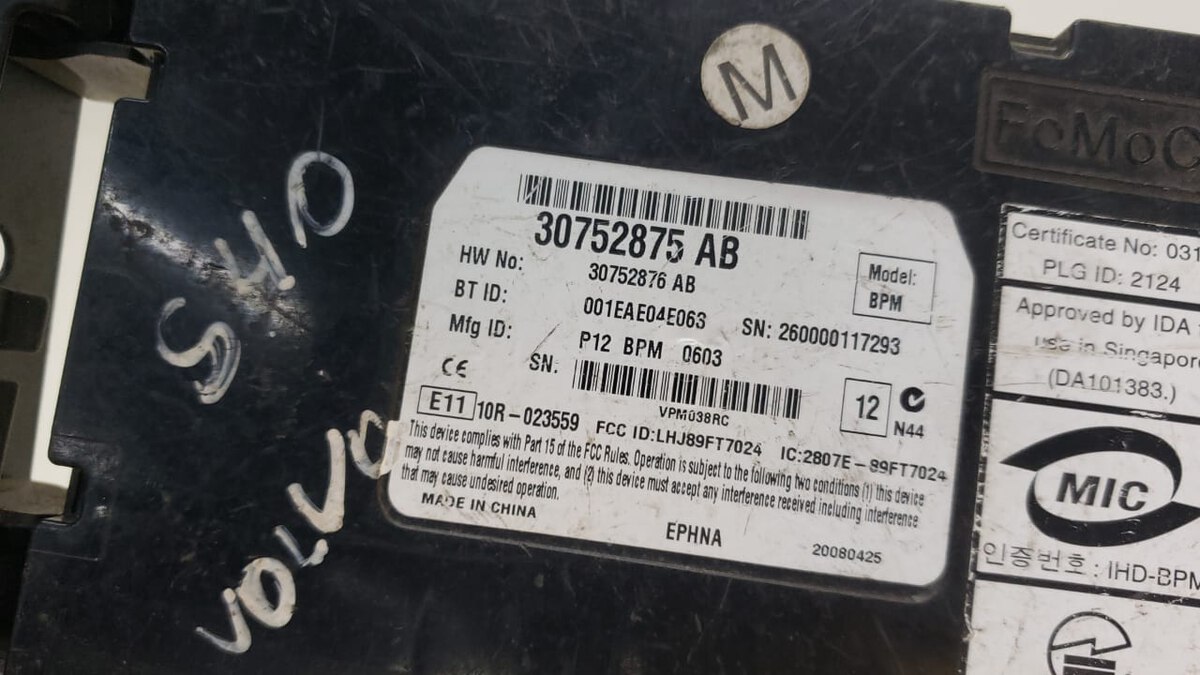 M
FoMoC
S40
VOLVO
30752875 AB
HW No: 30752876 AB
Model: BPM
BT ID: 001EAE04E063 SN: 260000117293
Mfg ID: P12 BPM 0603
SN:
VPM038RC
12
N44
CE
E11 10R-023559 FCC ID:LHJ89FT7024 IC:2807E-89FT7024
This device complies with Part 15 of the FCC Rules. Operation is subject to the following two conditions (1) this device
may not cause harmful interference, and (2) this device must accept any interference received including interference
that may cause undesired operation.
MADE IN CHINA
EPHNA
20080425
Certificate No: 031
PLG ID: 2124
Approved by IDA
use in Singapore
(DA101383.)
MIC
인증번호 : IHD-BPM